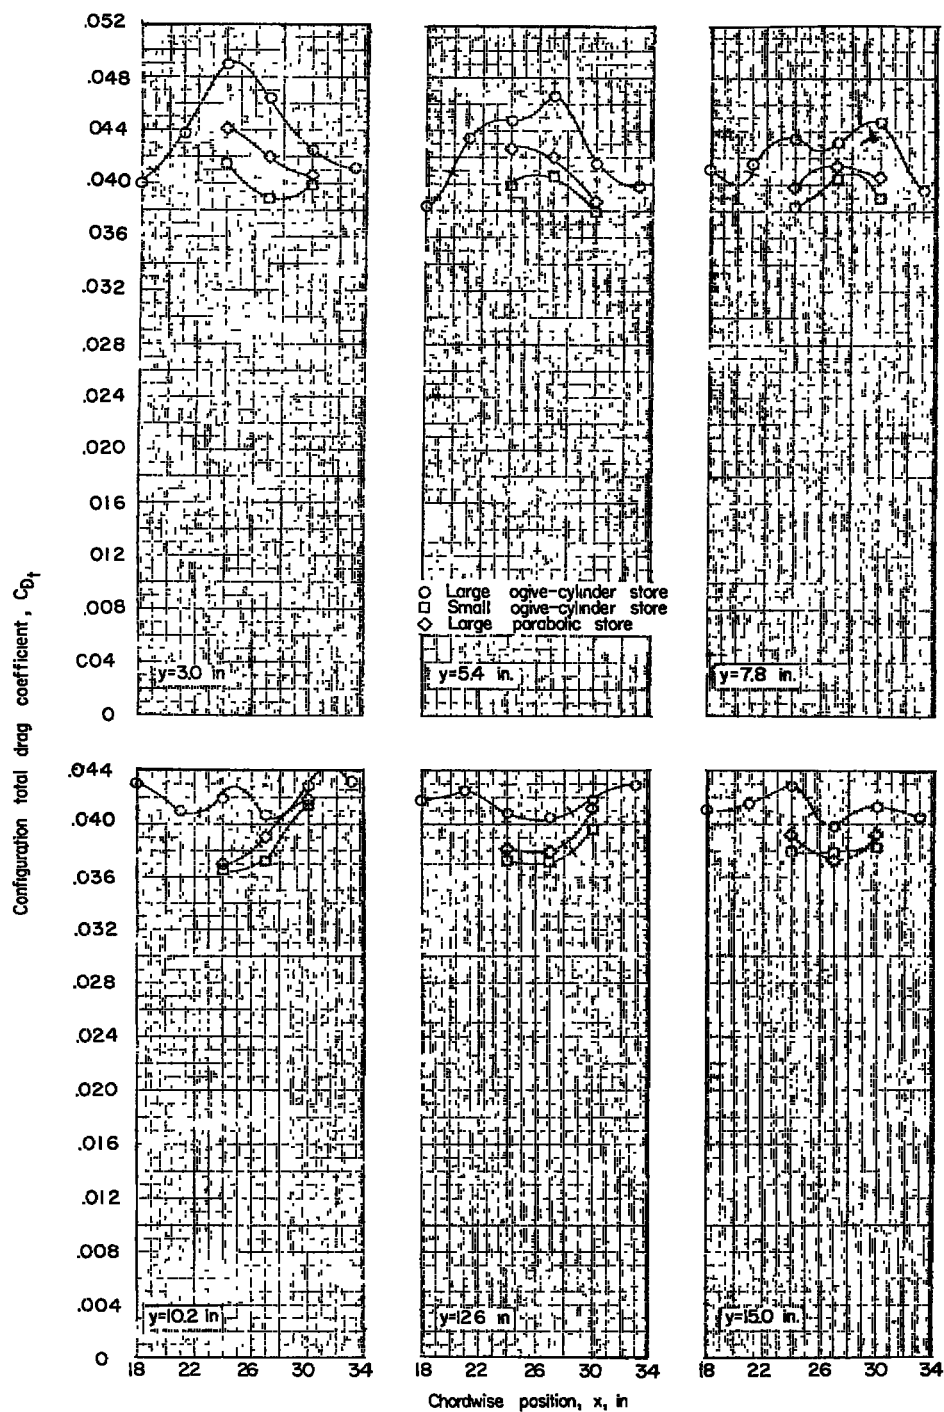 .052
.048
044
.040
036
.032
.028
.024
.020
016
012
.008
C04
0
Configuration total drag coefficient, CDt
y=3.0 in
Large ogive-cylinder store
Small ogive-cylinder store
Large parabolic store
y=5.4 in.
y=7.8 in
.044
.040
.036
.032
.028
.024
.020
.016
.012
.008
.004
0
y=10.2 in
y=12.6 in
y=15.0 in.
18 22 26 30 34
18 22 26 30 34
18 22 26 30 34
Chordwise position, x, in